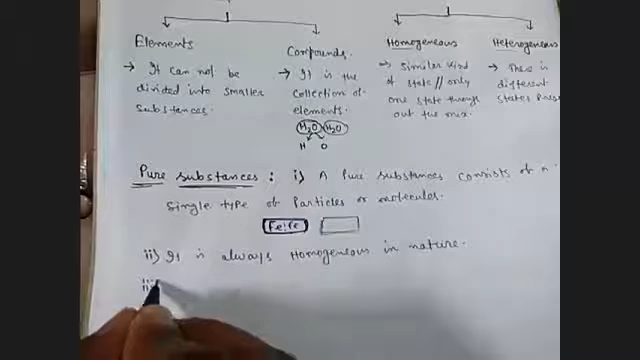 Elements
Compounds.
Homogeneous
Heterogeneous
→ It can not be
divided into smaller
substances.
→ It is the
collection of
elements.
H₂O H₂O
H O
→ Similar kind
of state // only
one state through
out the mix.
→ There is
different
states
Pure substances : i) A Pure substances consists of a
single type of Particles or molecules.
Fe:Fe
ii) It is always Homogeneous in nature.
iii